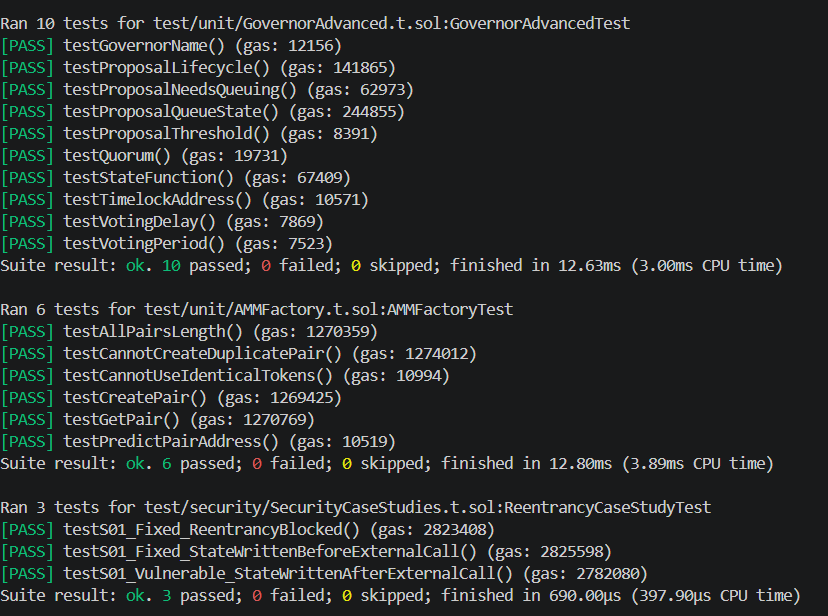 Ran 10 tests for test/unit/GovernorAdvanced.t.sol:GovernorAdvancedTest
[PASS] testGovernorName() (gas: 12156)
[PASS] testProposalLifecycle() (gas: 141865)
[PASS] testProposalNeedsQueuing() (gas: 62973)
[PASS] testProposalQueueState() (gas: 244855)
[PASS] testProposalThreshold() (gas: 8391)
[PASS] testQuorum() (gas: 19731)
[PASS] testStateFunction() (gas: 67409)
[PASS] testTimelockAddress() (gas: 10571)
[PASS] testVotingDelay() (gas: 7869)
[PASS] testVotingPeriod() (gas: 7523)
Suite result: ok. 10 passed; 0 failed; 0 skipped; finished in 12.63ms (3.00ms CPU time)
Ran 6 tests for test/unit/AMMFactory.t.sol:AMMFactoryTest
[PASS] testAllPairsLength() (gas: 1270359)
[PASS] testCannotCreateDuplicatePair() (gas: 1274012)
[PASS] testCannotUseIdenticalTokens() (gas: 10994)
[PASS] testCreatePair() (gas: 1269425)
[PASS] testGetPair() (gas: 1270769)
[PASS] testPredictPairAddress() (gas: 10519)
Suite result: ok. 6 passed; 0 failed; 0 skipped; finished in 12.80ms (3.89ms CPU time)
Ran 3 tests for test/security/SecurityCaseStudies.t.sol:ReentrancyCaseStudyTest
[PASS] testS01_Fixed_ReentrancyBlocked() (gas: 2823408)
[PASS] testS01_Fixed_StateWrittenBeforeExternalCall() (gas: 2825598)
[PASS] testS01_Vulnerable_StateWrittenAfterExternalCall() (gas: 2782080)
Suite result: ok. 3 passed; 0 failed; 0 skipped; finished in 690.00µs (397.90µs CPU time)